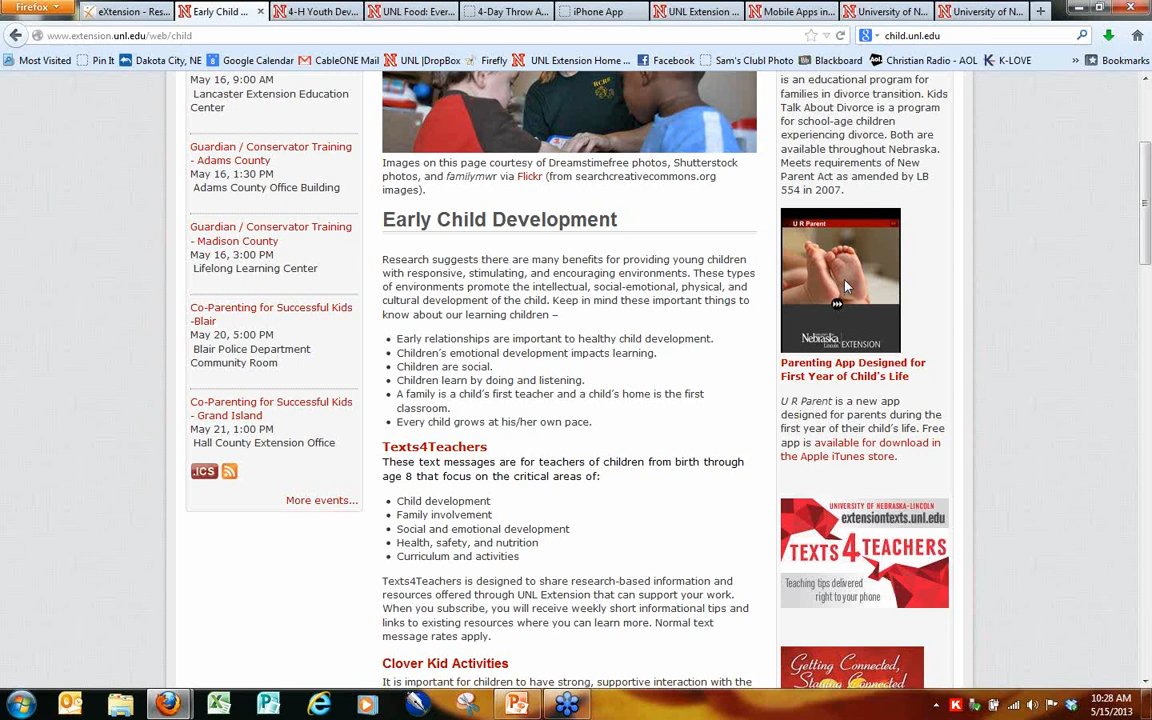 Firefox
eXtension - Res...
Early Child ...
4-H Youth Dev...
UNL Food: Ever...
4-Day Throw A...
iPhone App
UNL Extension ...
Mobile Apps in...
University of N...
University of N...
www.extension.unl.edu/web/child
child.unl.edu
Most Visited
Pin It
Dakota City, NE
Google Calendar
CableONE Mail
UNL |DropBox
Firefly
UNL Extension Home ...
Facebook
Sam's Club! Photo
Blackboard
Christian Radio - AOL
K-LOVE
Bookmarks
May 16, 9:00 AM
Lancaster Extension Education
Center
Guardian / Conservator Training
- Adams County
May 16, 1:30 PM
Adams County Office Building
Guardian / Conservator Training
- Madison County
May 16, 3:00 PM
Lifelong Learning Center
Co-Parenting for Successful Kids
-Blair
May 20, 5:00 PM
Blair Police Department
Community Room
Co-Parenting for Successful Kids
- Grand Island
May 21, 1:00 PM
Hall County Extension Office
.ICS
More events...
Images on this page courtesy of Dreamstimefree photos, Shutterstock
photos, and familymwr via Flickr (from searchcreativecommons.org
images).
Early Child Development
Research suggests there are many benefits for providing young children
with responsive, stimulating, and encouraging environments. These types
of environments promote the intellectual, social-emotional, physical, and
cultural development of the child. Keep in mind these important things to
know about our learning children –
Early relationships are important to healthy child development.
Children´s emotional development impacts learning.
Children are social.
Children learn by doing and listening.
A family is a child’s first teacher and a child’s home is the first
classroom.
Every child grows at his/her own pace.
Texts4Teachers
These text messages are for teachers of children from birth through
age 8 that focus on the critical areas of:
Child development
Family involvement
Social and emotional development
Health, safety, and nutrition
Curriculum and activities
Texts4Teachers is designed to share research-based information and
resources offered through UNL Extension that can support your work.
When you subscribe, you will receive weekly short informational tips and
links to existing resources where you can learn more. Normal text
message rates apply.
Clover Kid Activities
It is important for children to have strong, supportive interaction with the
is an educational program for
families in divorce transition. Kids
Talk About Divorce is a program
for school-age children
experiencing divorce. Both are
available throughout Nebraska.
Meets requirements of New
Parent Act as amended by LB
554 in 2007.
U R Parent
Nebraska
Lincoln EXTENSION
Parenting App Designed for
First Year of Child's Life
U R Parent is a new app
designed for parents during the
first year of their child's life. Free
app is available for download in
the Apple iTunes store.
UNIVERSITY OF NEBRASKA-LINCOLN
extensiontexts.unl.edu
TEXTS 4 TEACHERS
Teaching tips delivered
right to your phone
Getting Connected,
Staying Connected
10:28 AM
5/15/2013